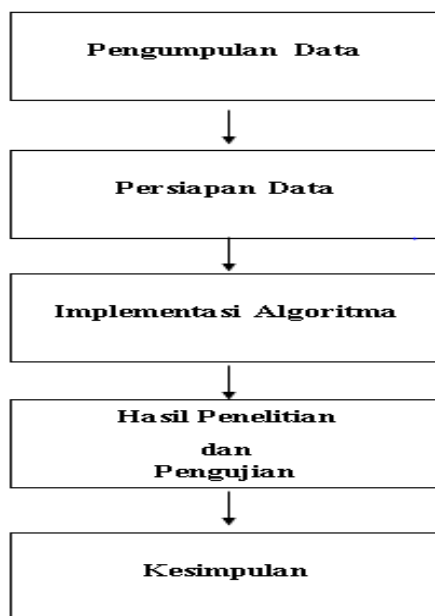 Pengumpulan Data
Persiapan Data
Implementasi Algoritma
Hasil Penelitian
dan
Pengujian
Kesimpulan